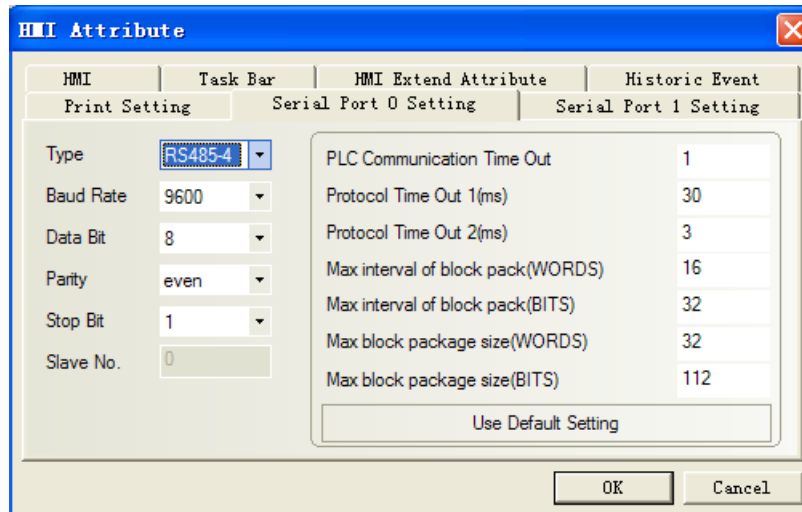 HMI Attribute
HMI Task Bar HMI Extend Attribute Historic Event
Print Setting Serial Port 0 Setting Serial Port 1 Setting
Type RS485-4
Baud Rate 9600
Data Bit 8
Parity even
Stop Bit 1
Slave No. 0
PLC Communication Time Out 1
Protocol Time Out 1(ms) 30
Protocol Time Out 2(ms) 3
Max interval of block pack(WORDS) 16
Max interval of block pack(BITS) 32
Max block package size(WORDS) 32
Max block package size(BITS) 112
Use Default Setting
OK Cancel